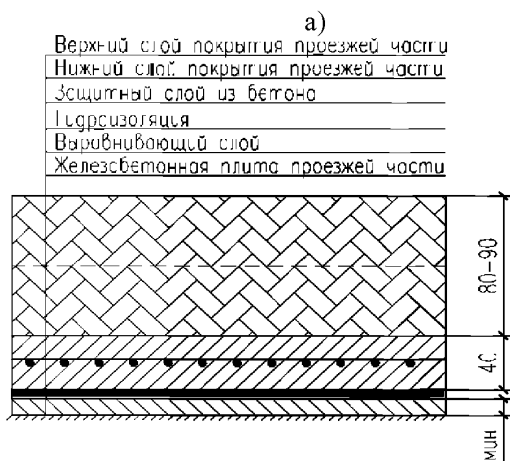 а)
Верхний слой покрытия проезжей части
Нижний слой покрытия проезжей части
Защитный слой из бетона
Гидроизоляция
Выравнивающий слой
Железобетонная плита проезжей части
80-90
40
мин